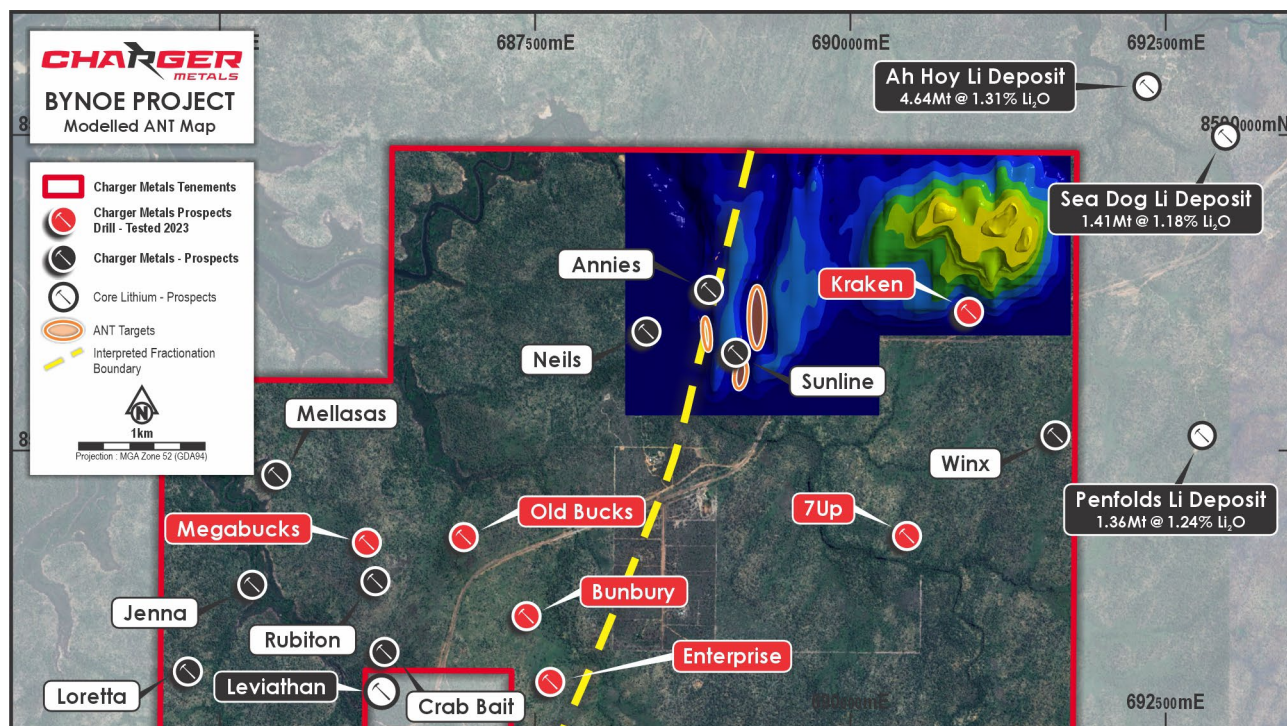 CHARGER
METALS
BYNOE PROJECT
Modelled ANT Map
Charger Metals Tenements
Charger Metals Prospects
Drill - Tested 2023
Charger Metals - Prospects
Core Lithium - Prospects
ANT Targets
Interpreted Fractionation
Boundary
N
1km
Projection : MGA Zone 52 (GDA94)
687500mE
690000mE
692500mE
Ah Hoy Li Deposit
4.64Mt @ 1.31% Li₂O
8590000mN
Sea Dog Li Deposit
1.41Mt @ 1.18% Li₂O
Annies
Kraken
Neils
Sunline
Mellasas
Winx
Penfolds Li Deposit
1.36Mt @ 1.24% Li₂O
Megabucks
Old Bucks
7Up
Jenna
Bunbury
Rubiton
Enterprise
Loretta
Leviathan
Crab Bait
692500mE